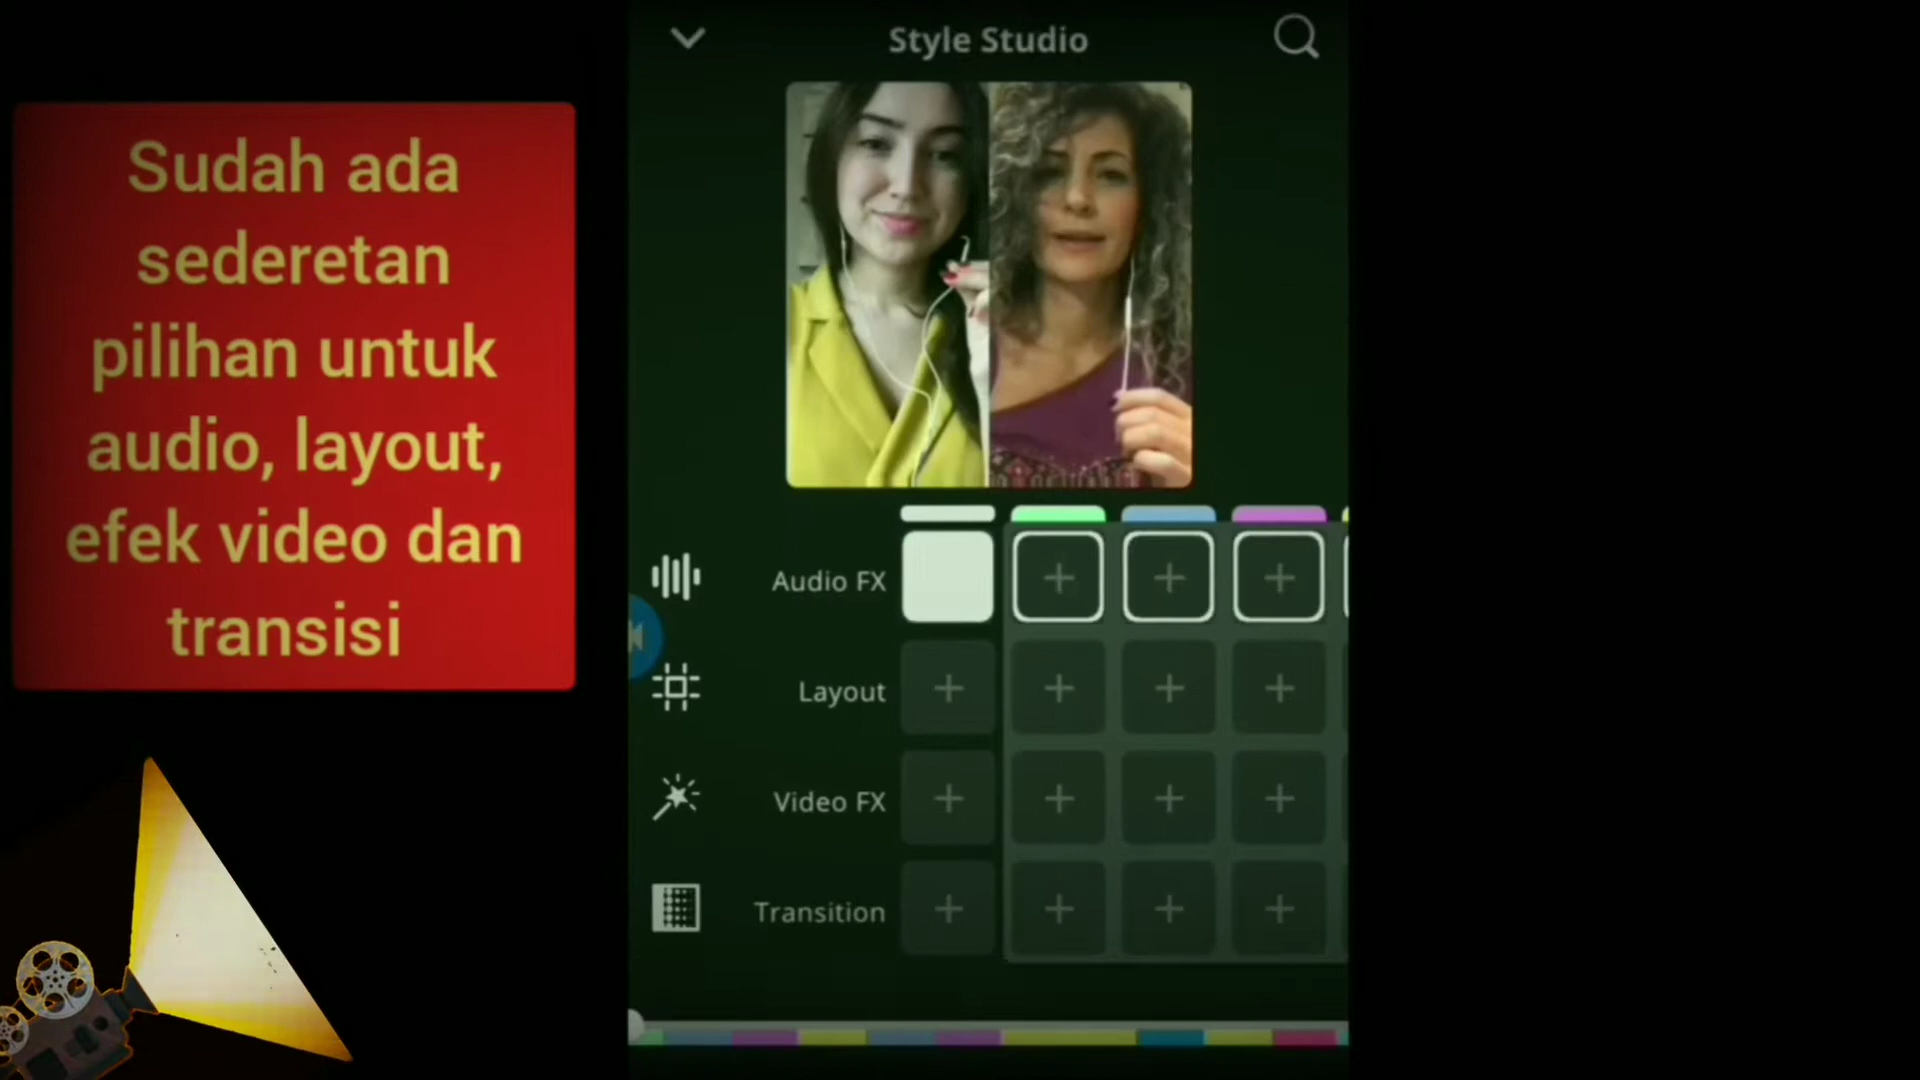 Sudah ada
sederetan
pilihan untuk
audio, layout,
efek video dan
transisi
Style Studio
Audio FX
Layout
Video FX
Transition